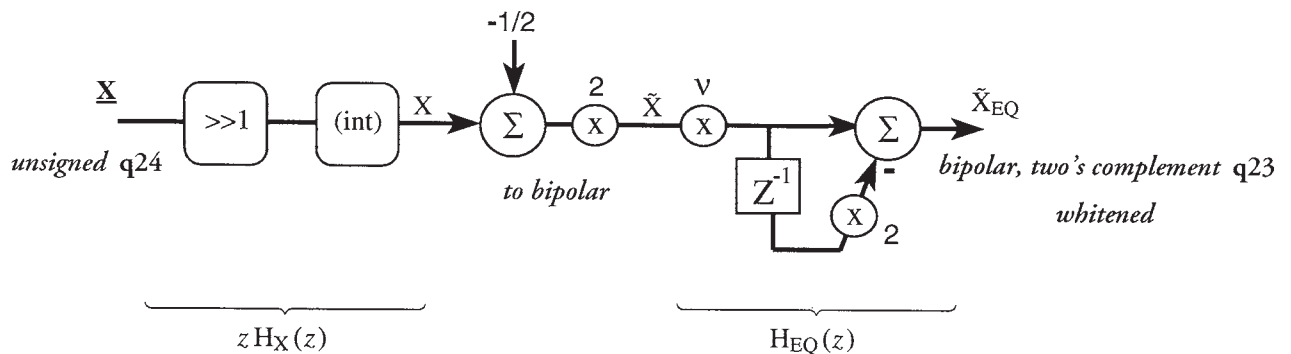 -1/2
X
>>1
(int)
X
Σ
2
x
X̃
ν
x
Σ
X̃EQ
unsigned q24
to bipolar
Z-1
-
x
2
bipolar, two's complement q23
whitened
z HX(z)
HEQ(z)